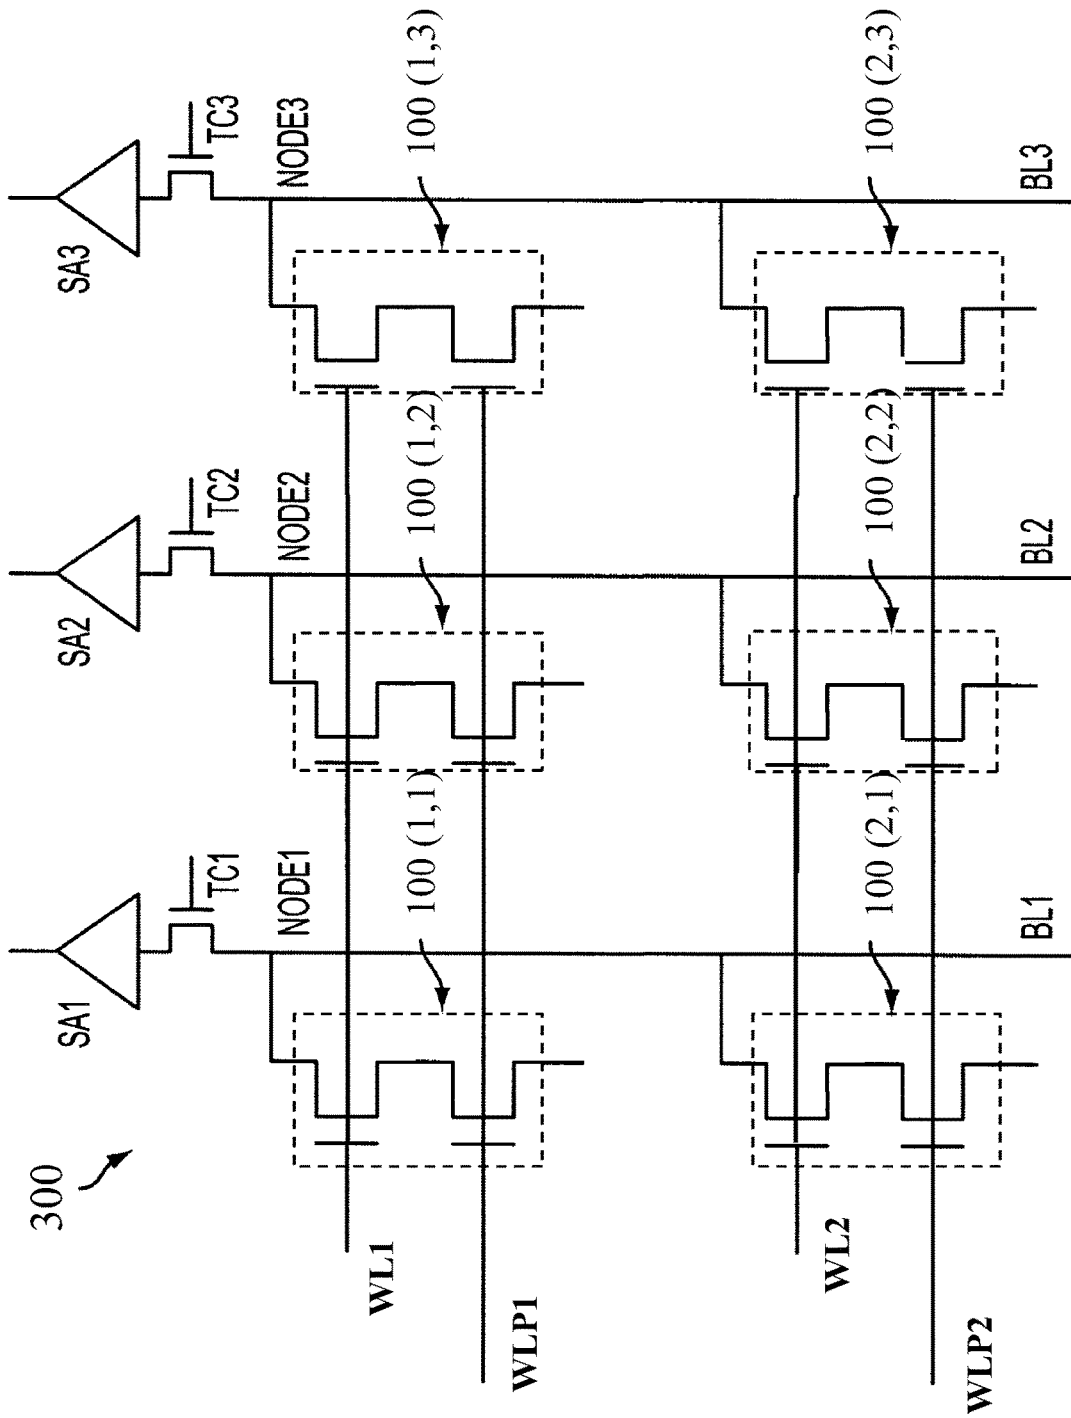 300
SA1
SA2
SA3
TC1
TC2
TC3
NODE1
NODE2
NODE3
WL1
100 (1,1)
100 (1,2)
100 (1,3)
WLP1
WL2
100 (2,1)
100 (2,2)
100 (2,3)
WLP2
BL1
BL2
BL3